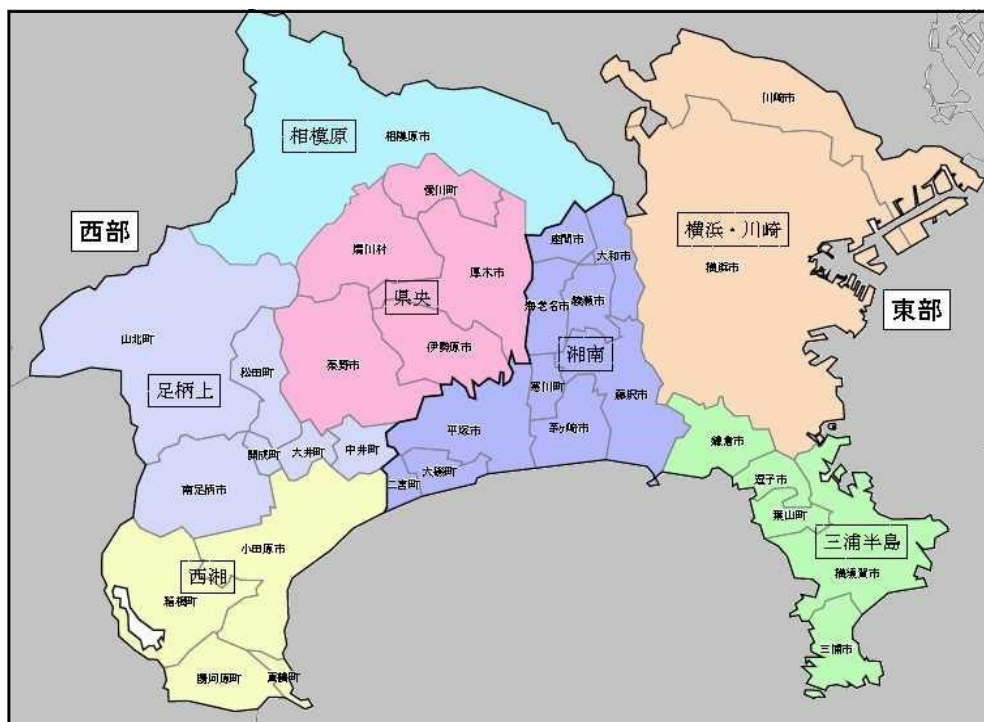 川崎市
相模原
相模原市
愛川町
西部
横浜・川崎
座間市
清川村
大和市
厚木市
横浜市
県央
海老名市
綾瀬市
東部
山北町
伊勢原市
湘南
秦野市
松田町
足柄上
寒川町
藤沢市
平塚市
茅ヶ崎市
鎌倉市
開成町
大井町
中井町
大磯町
二宮町
逗子市
南足柄市
葉山町
三浦半島
小田原市
西湘
横須賀市
箱根町
三浦市
湯河原町
真鶴町